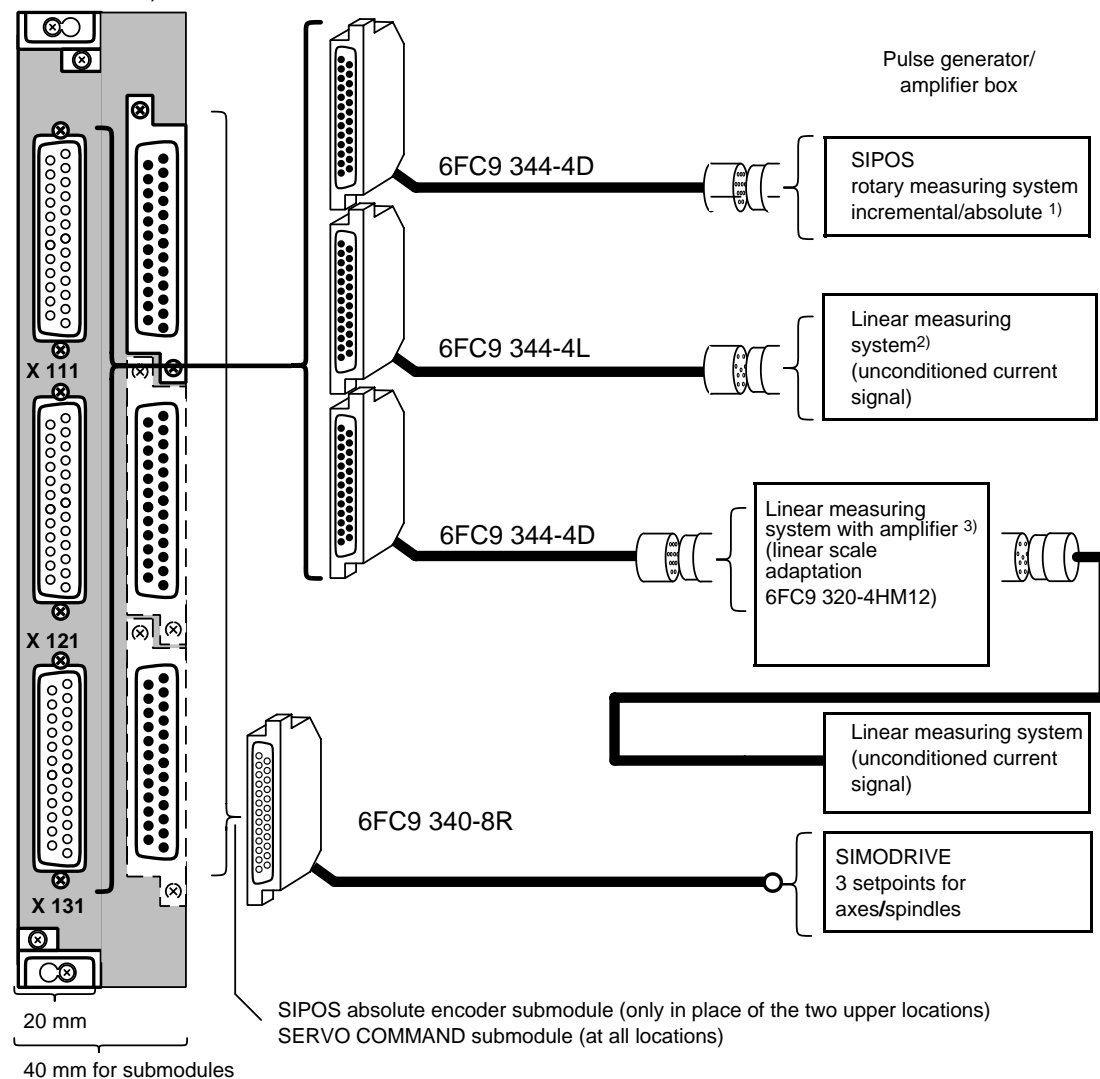 Pulse generator/
amplifier box
6FC9 344-4D
SIPOS
rotary measuring system
incremental/absolute 1)
X 111
6FC9 344-4L
Linear measuring
system2)
(unconditioned current
signal)
X 121
6FC9 344-4D
Linear measuring
system with amplifier 3)
(linear scale
adaptation
6FC9 320-4HM12)
Linear measuring system
(unconditioned current
signal)
X 131
6FC9 340-8R
SIMODRIVE
3 setpoints for
axes/spindles
SIPOS absolute encoder submodule (only in place of the two upper locations)
SERVO COMMAND submodule (at all locations)
20 mm
40 mm for submodules